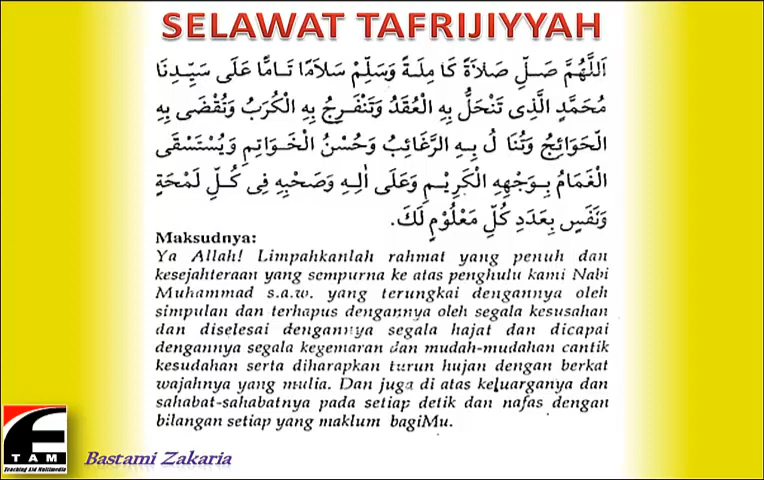 SELAWAT TAFRIJIYYAH
اَللَّهُمَّ صَلِّ صَلَاةً كَا مِلَةً وَسَلِّمْ سَلَامًا تَامًّا عَلَى سَيِّدِنَا
مُحَمَّدٍ الَّذِى تَنْحَلُّ بِهِ الْعُقَدُ وَتَنْفَرِجُ بِهِ الْكُرَبُ وَتُقْضَى بِهِ
الْحَوَائِجُ وَتُنَا لُ بِهِ الرَّغَائِبُ وَحُسْنُ الْخَوَاتِمِ وَيُسْتَسْقَى
الْغَمَامُ بِوَجْهِهِ الْكَرِيْمِ وَعَلَى اٰلِهِ وَصَحْبِهِ فِى كُلِّ لَمْحَةٍ
وَنَفَسٍ بِعَدَدِ كُلِّ مَعْلُوْمٍ لَكَ.
Maksudnya:
Ya Allah! Limpahkanlah rahmat yang penuh dan
kesejahteraan yang sempurna ke atas penghulu kami Nabi
Muhammad s.a.w. yang terungkai dengannya oleh
simpulan dan terhapus dengannya oleh segala kesusahan
dan diselesai dengannya segala hajat dan dicapai
dengannya segala kegemaran dan mudah-mudahan cantik
kesudahan serta diharapkan turun hujan dengan berkat
wajahnya yang mulia. Dan juga di atas keluarganya dan
sahabat-sahabatnya pada setiap detik dan nafas dengan
bilangan setiap yang maklum bagiMu.
TAM
Teaching Aid Multimedia
Bastami Zakaria